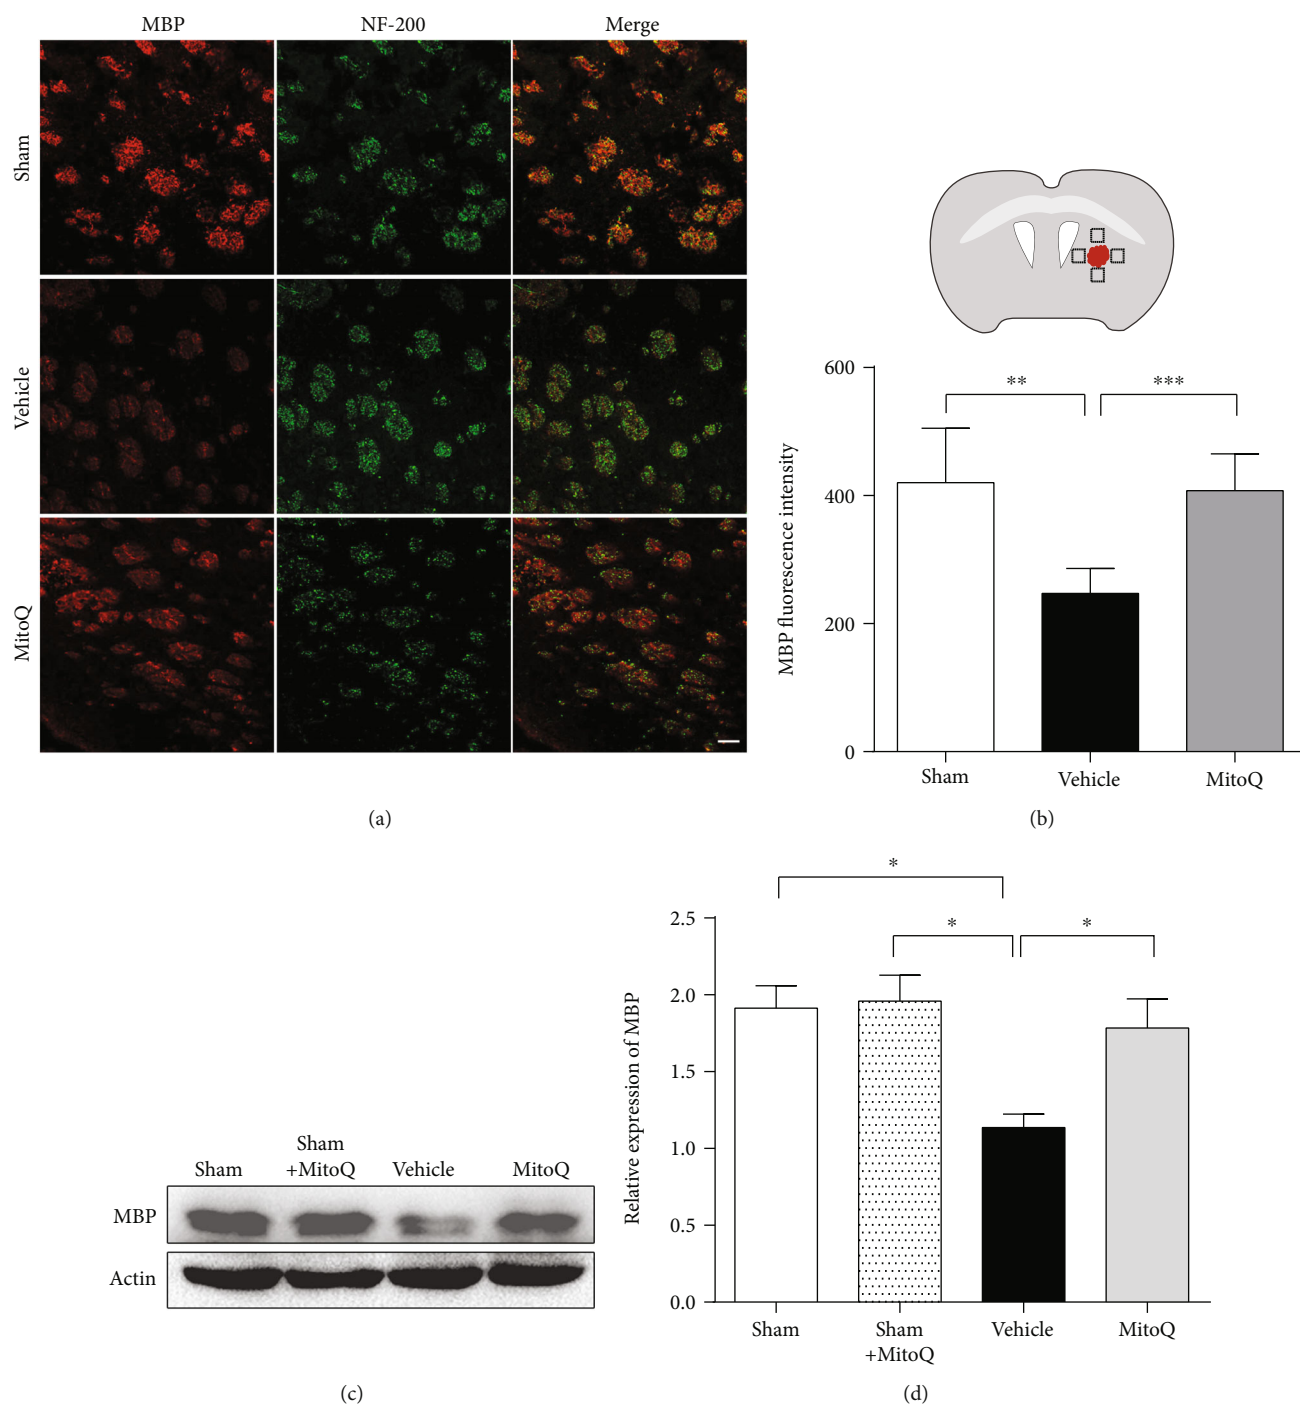 MBP NF-200 Merge
Sham
Vehicle
MitoQ
(a)
MBP fluorescence intensity
600
400
200
0
** ***
Sham Vehicle MitoQ
(b)
Sham Sham +MitoQ Vehicle MitoQ
MBP
Actin
(c)
Relative expression of MBP
2.5
2.0
1.5
1.0
0.5
0.0
*
* *
Sham Sham +MitoQ Vehicle MitoQ
(d)